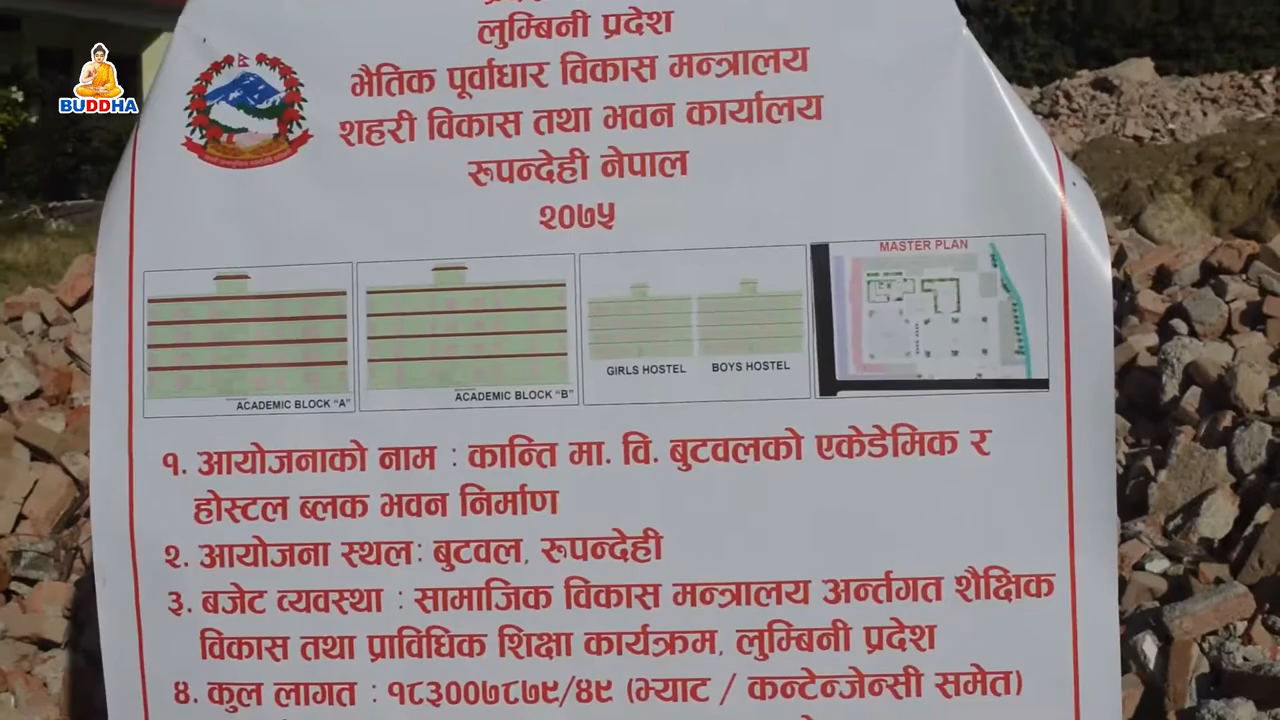 BUDDHA
लुम्बिनी प्रदेश
भैतिक पूर्वाधार विकास मन्त्रालय
शहरी विकास तथा भवन कार्यालय
रुपन्देही नेपाल
२०७५
ACADEMIC BLOCK "A"
ACADEMIC BLOCK "B"
GIRLS HOSTEL
BOYS HOSTEL
MASTER PLAN
१. आयोजनाको नाम : कान्ति मा. वि. बुटवलको एकेडेमिक र
होस्टल ब्लक भवन निर्माण
२. आयोजना स्थल: बुटवल, रुपन्देही
३. बजेट व्यवस्था : सामाजिक विकास मन्त्रालय अर्न्तगत शैक्षिक
विकास तथा प्राविधिक शिक्षा कार्यक्रम, लुम्बिनी प्रदेश
४. कुल लागत : १८३००७८७९/४९ (भ्याट / कन्टेन्जेन्सी समेत)